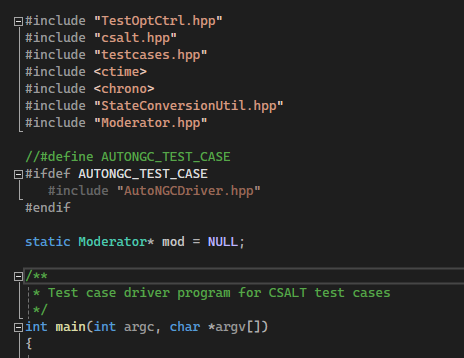 #include "TestOptCtrl.hpp"
#include "csalt.hpp"
#include "testcases.hpp"
#include <ctime>
#include <chrono>
#include "StateConversionUtil.hpp"
#include "Moderator.hpp"
//#define AUTONGC_TEST_CASE
#ifdef AUTONGC_TEST_CASE
#include "AutoNGCDriver.hpp"
#endif
static Moderator* mod = NULL;
/**
* Test case driver program for CSALT test cases
*/
int main(int argc, char *argv[])
{